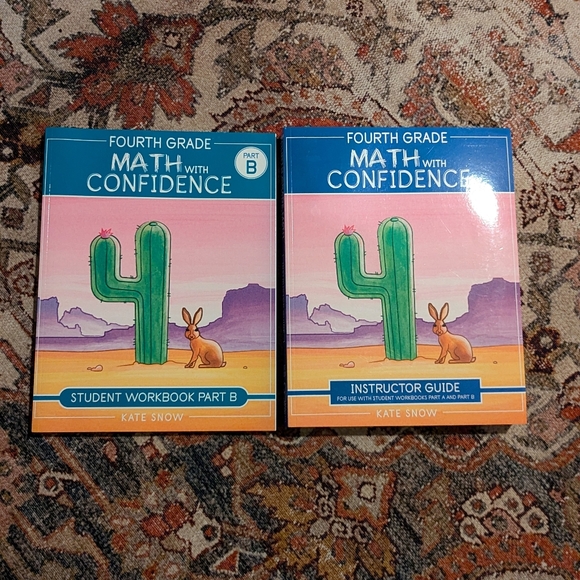 FOURTH GRADE
MATH WITH
CONFIDENCE
PART
B
STUDENT WORKBOOK PART B
KATE SNOW
FOURTH GRADE
MATH WITH
CONFIDENCE
INSTRUCTOR GUIDE
FOR USE WITH STUDENT WORKBOOKS PART A AND PART B
KATE SNOW